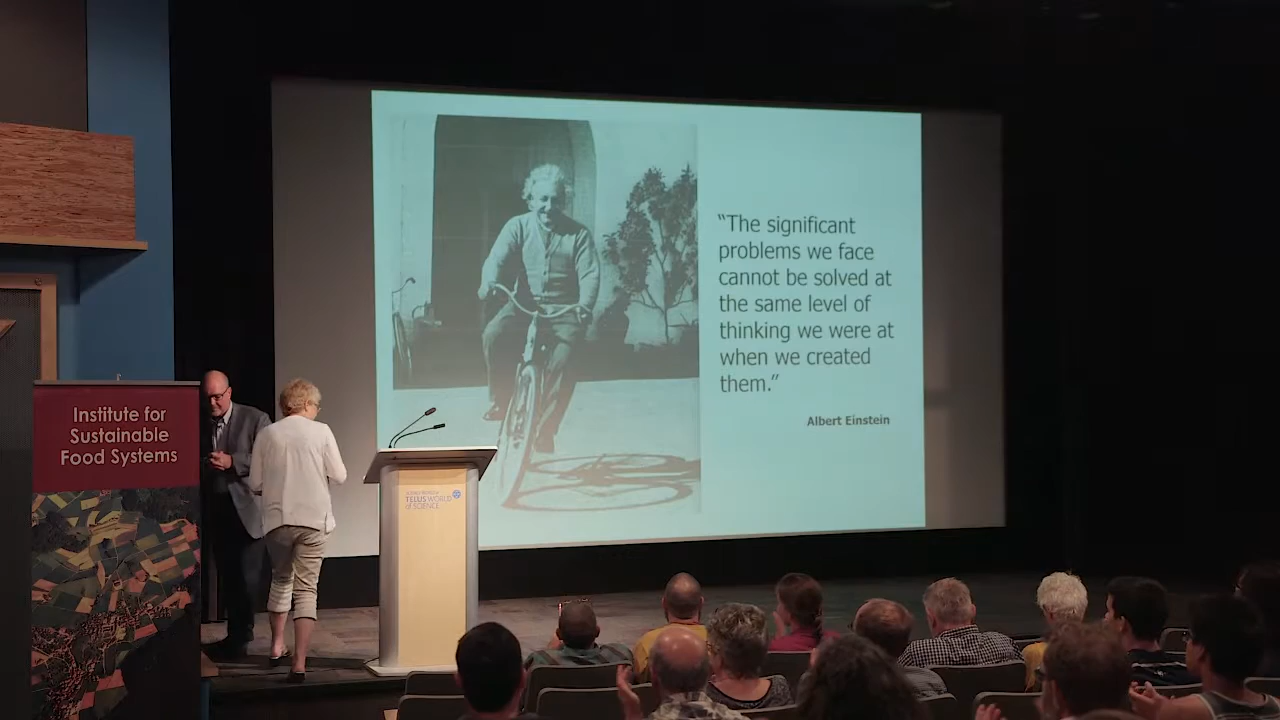 “The significant
problems we face
cannot be solved at
the same level of
thinking we were at
when we created
them.”
Albert Einstein
Institute for
Sustainable
Food Systems
TELUS WORLD
of SCIENCE